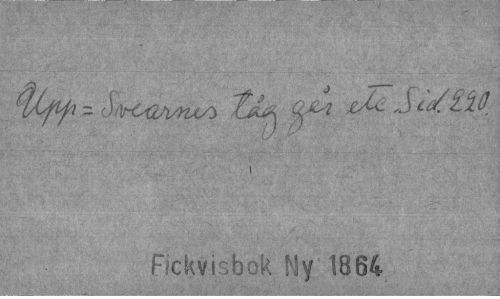 Upp=Svearnes tåg går etc Sid. 220.
Fickvisbok Ny 1864